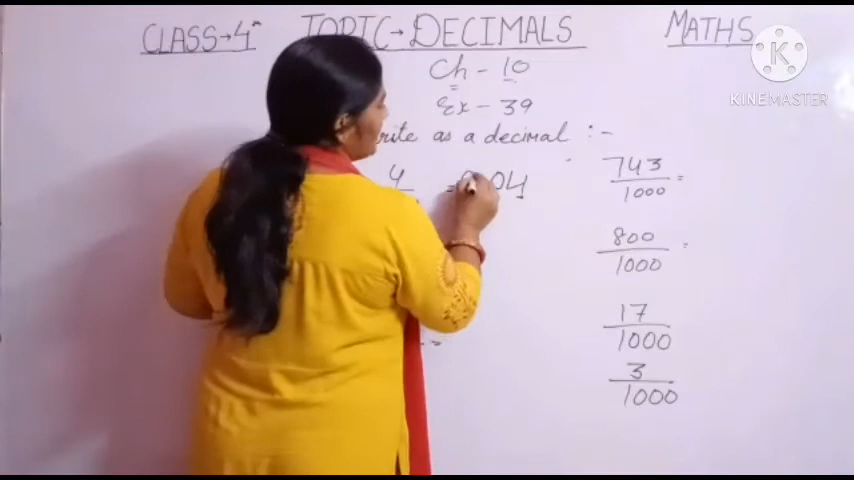 CLASS→4ᵗʰ TOPIC→DECIMALS MATHS
Ch - 10
Ex - 39
rite as a decimal :-
4 = 04
743
1000 =
800
1000 =
17
1000
3
1000
=
K
KINEMASTER